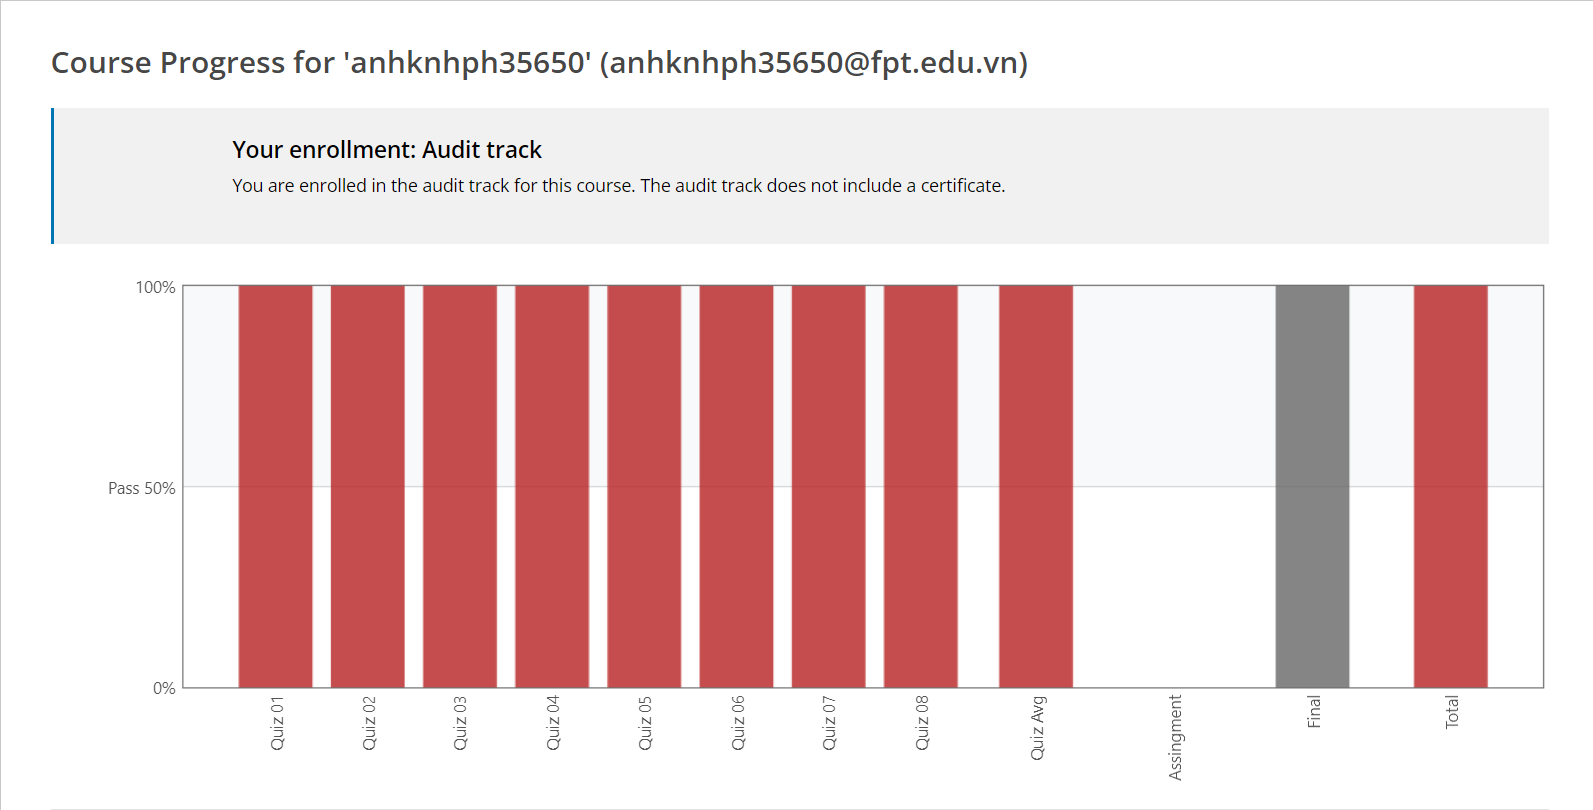 Course Progress for 'anhknhph35650' (anhknhph35650@fpt.edu.vn)
Your enrollment: Audit track
You are enrolled in the audit track for this course. The audit track does not include a certificate.
100%
Pass 50%
0%
Quiz 01
Quiz 02
Quiz 03
Quiz 04
Quiz 05
Quiz 06
Quiz 07
Quiz 08
Quiz Avg
Assingment
Final
Total